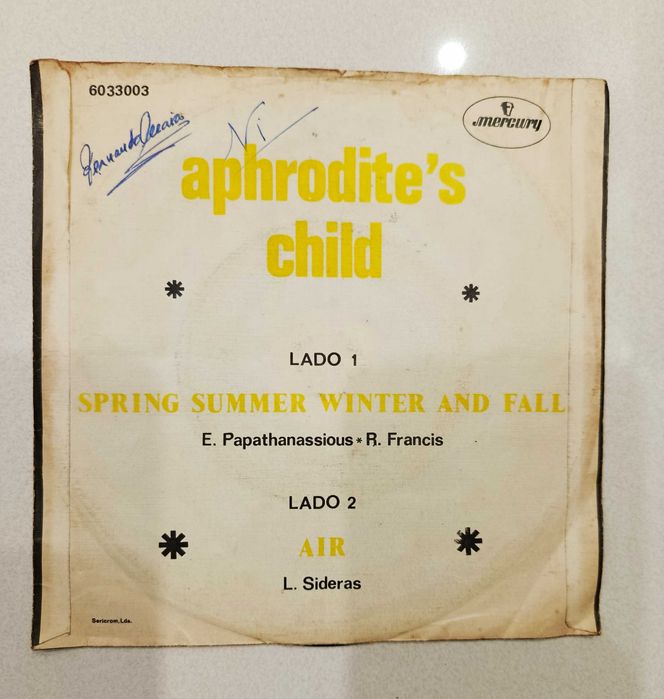 6033003
mercury
Ni
aphrodite's
child
* *
LADO 1
SPRING SUMMER WINTER AND FALL
E. Papathanassious * R. Francis
LADO 2
* AIR *
L. Sideras
Sericrom, Lda.